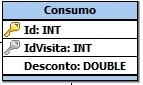 Consumo
Id: INT
IdVisita: INT
Desconto: DOUBLE